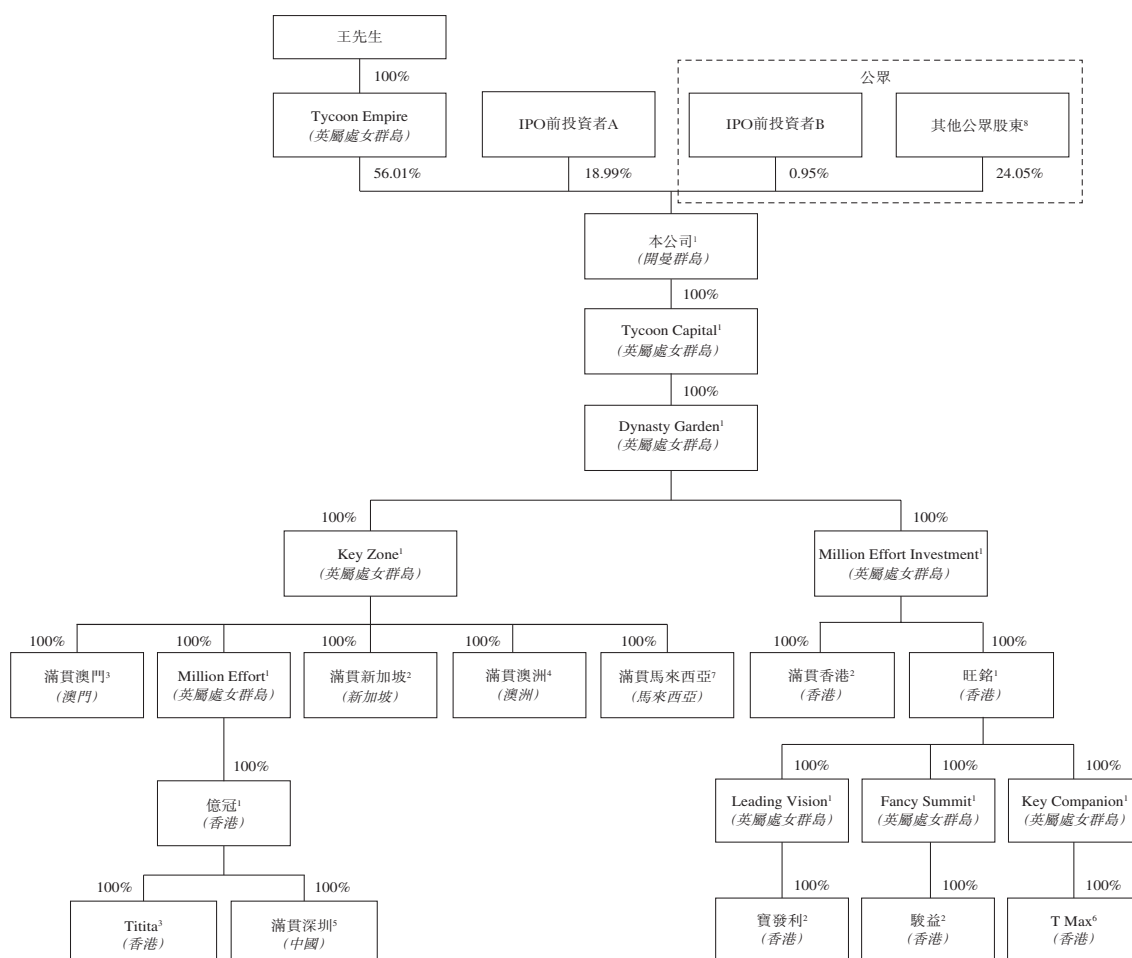 王先生
100%
公眾
Tycoon Empire
(英屬處女群島)
IPO前投資者A
IPO前投資者B
其他公眾股東⁸
56.01%
18.99%
0.95%
24.05%
本公司¹
(開曼群島)
100%
Tycoon Capital¹
(英屬處女群島)
100%
Dynasty Garden¹
(英屬處女群島)
100%
100%
Key Zone¹
(英屬處女群島)
Million Effort Investment¹
(英屬處女群島)
100%
100%
100%
100%
100%
100%
100%
滿貫澳門³
(澳門)
Million Effort¹
(英屬處女群島)
滿貫新加坡²
(新加坡)
滿貫澳洲⁴
(澳洲)
滿貫馬來西亞⁷
(馬來西亞)
滿貫香港²
(香港)
旺銘¹
(香港)
100%
100%
100%
100%
億冠¹
(香港)
Leading Vision¹
(英屬處女群島)
Fancy Summit¹
(英屬處女群島)
Key Companion¹
(英屬處女群島)
100%
100%
100%
100%
100%
Titita³
(香港)
滿貫深圳⁵
(中國)
寶發利²
(香港)
駿益²
(香港)
T Max⁶
(香港)